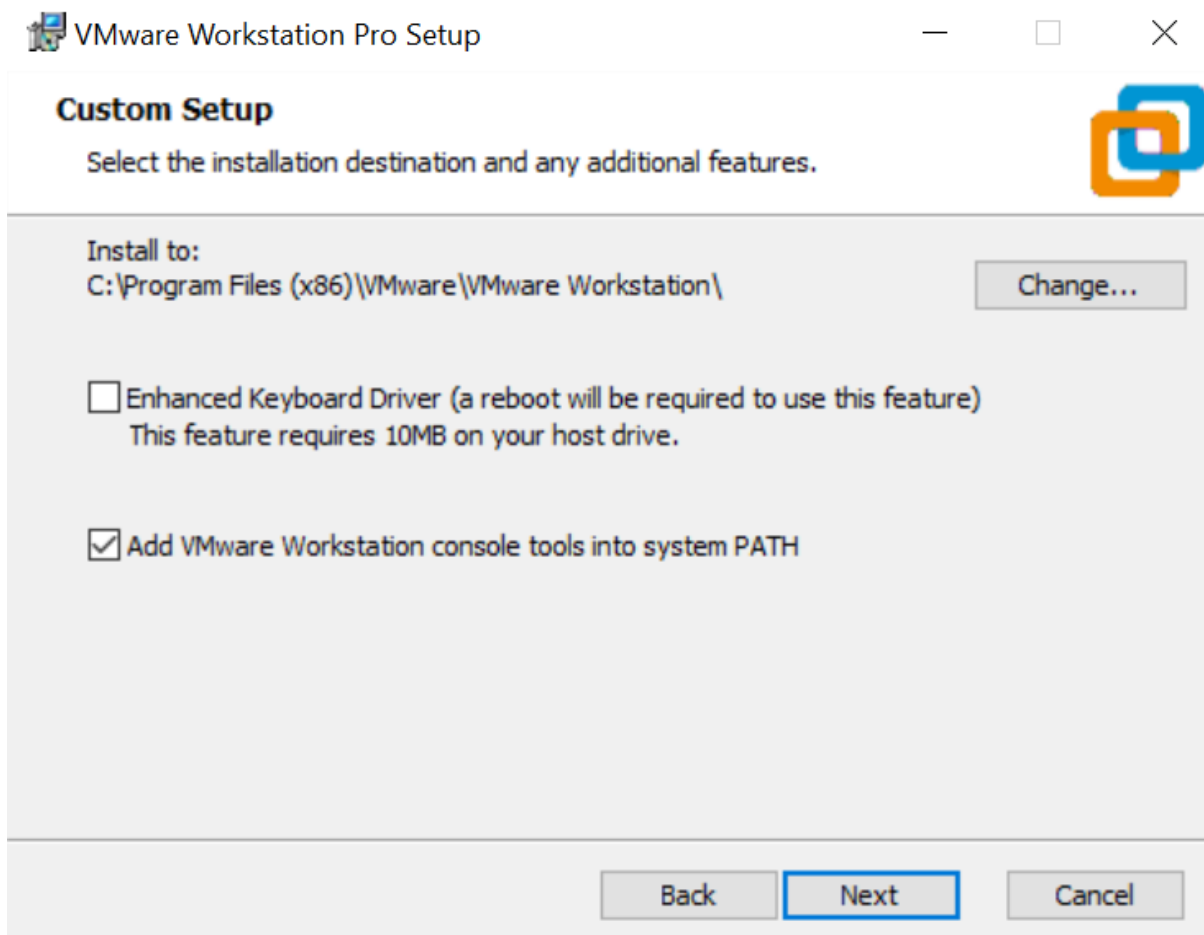 VMware Workstation Pro Setup
Custom Setup
Select the installation destination and any additional features.
Install to:
C:\Program Files (x86)\VMware\VMware Workstation\
Change...
Enhanced Keyboard Driver (a reboot will be required to use this feature)
This feature requires 10MB on your host drive.
Add VMware Workstation console tools into system PATH
Back
Next
Cancel